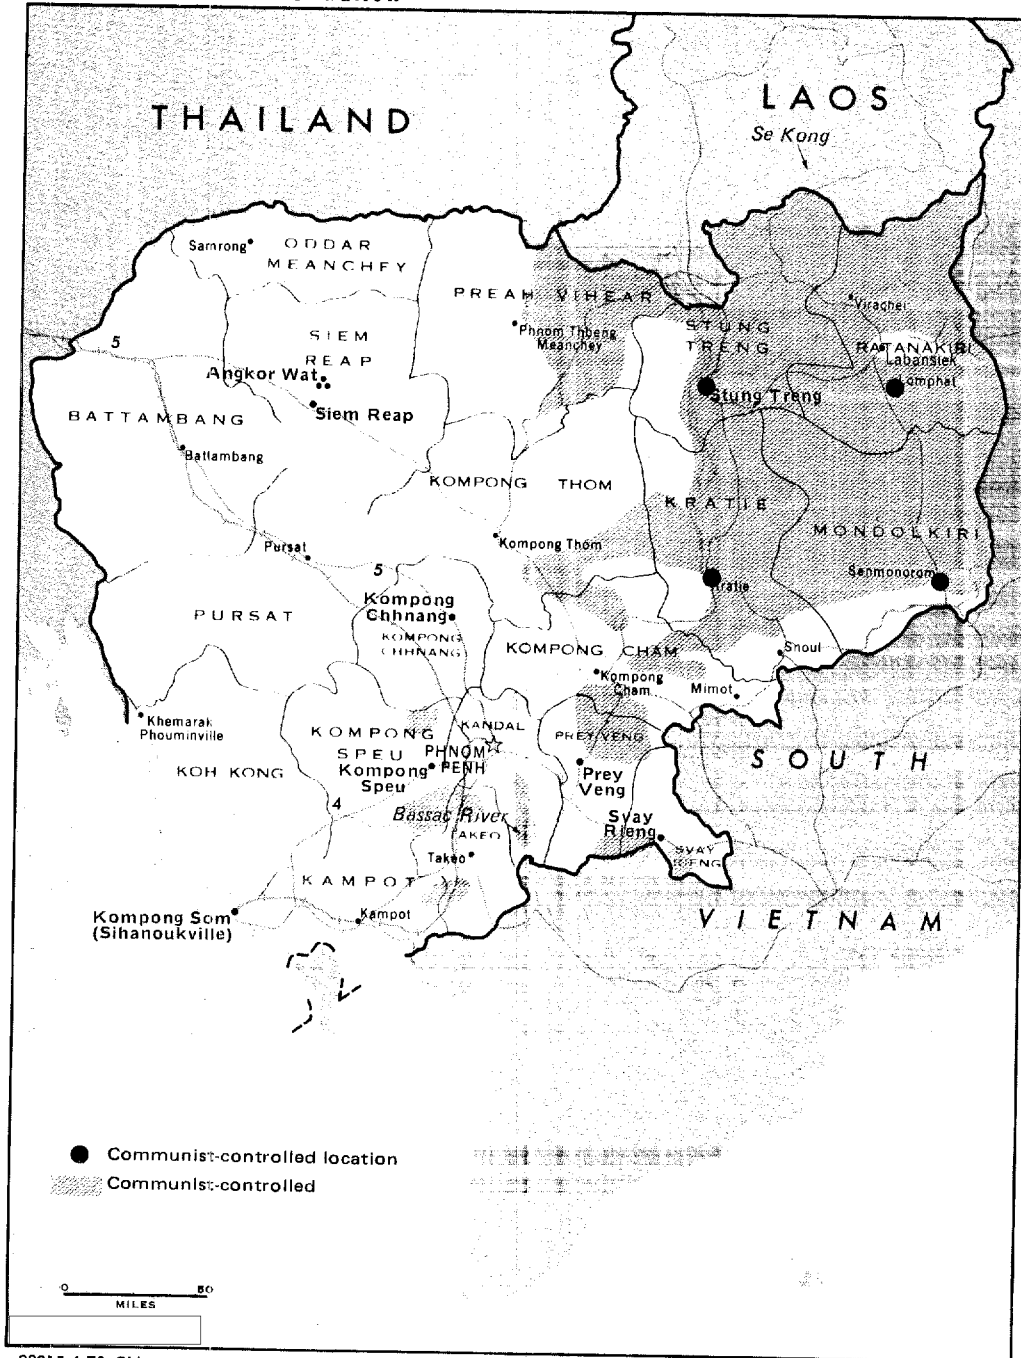 THAILAND
LAOS
Se Kong
Samrong
ODDAR
MEANCHEY
PREAH VIHEAR
Virachei
Phnom Thbeng
Meanchey
STUNG
TRENG
RATANAKIRI
Labansiek
Lomphat
5
SIEM
REAP
Angkor Wat
Siem Reap
Stung Treng
BATTAMBANG
Battambang
KOMPONG THOM
KRATIE
MONDOLKIRI
Pursat
Kompong Thom
5
Senmonorom
Kratie
Kompong
Chhnang
PURSAT
KOMPONG
CHHNANG
KOMPONG CHAM
Snoul
Kompong
Cham
Mimot
Khemarak
Phouminville
KOMPONG
SPEU
KANDAL
PREY VENG
PHNOM
PENH
SOUTH
KOH KONG
Kompong
Speu
Prey
Veng
4
Bassac River
Svay
Rieng
TAKEO
SVAY
RIENG
Takeo
KAMPOT
Kompong Som
(Sihanoukville)
Kampot
VIETNAM
Communist-controlled location
Communist-controlled
0 50
MILES